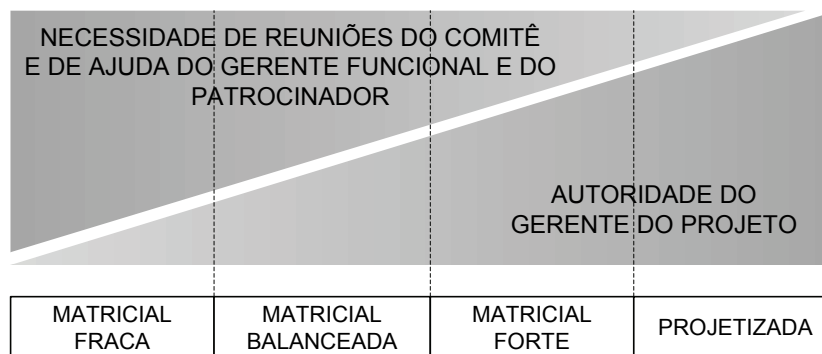 NECESSIDADE DE REUNIÕES DO COMITÊ
E DE AJUDA DO GERENTE FUNCIONAL E DO
PATROCINADOR
AUTORIDADE DO
GERENTE DO PROJETO
MATRICIAL
FRACA
MATRICIAL
BALANCEADA
MATRICIAL
FORTE
PROJETIZADA